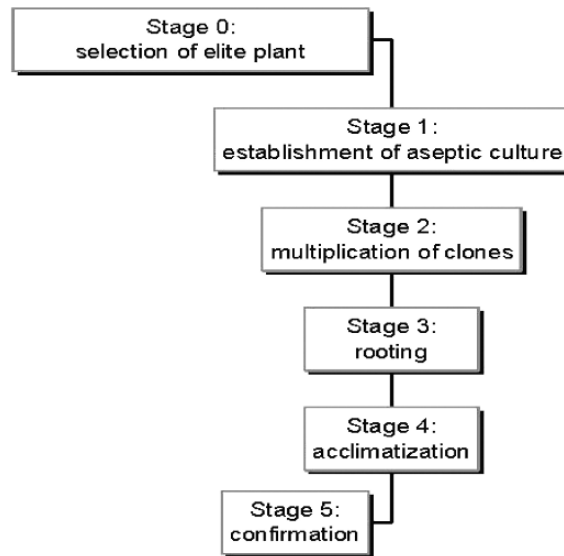 Stage 0:
selection of elite plant
Stage 1:
establishment of aseptic culture
Stage 2:
multiplication of clones
Stage 3:
rooting
Stage 4:
acclimatization
Stage 5:
confirmation